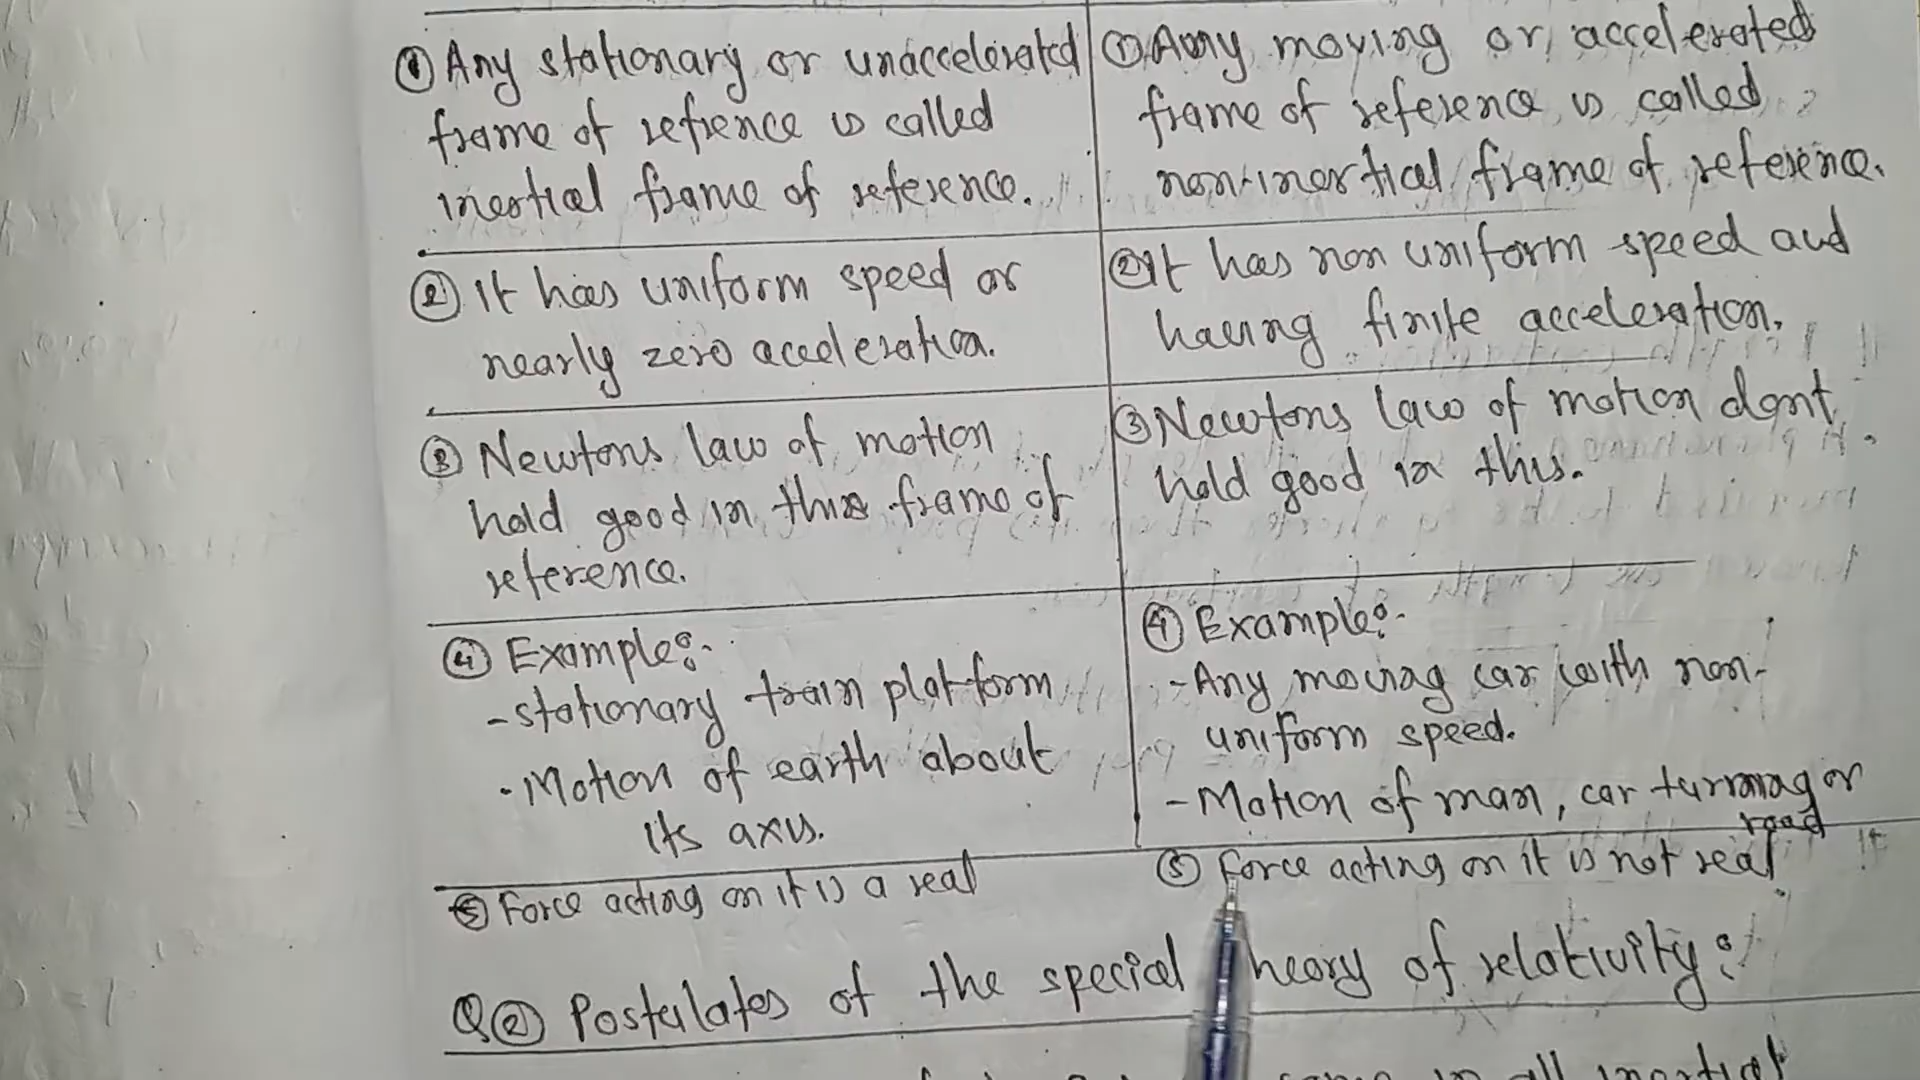 ① Any stationary or unaccelerated
frame of refrence is called
inertial frame of reference.
① Any moving or accelerated
frame of reference is called
non-inertial frame of reference.
② It has uniform speed or
nearly zero acceleration.
② It has non uniform speed and
having finite acceleration.
③ Newtons law of motion
hold good in this frame of
reference.
③ Newtons law of motion dont
hold good in this.
④ Example:-
- stationary train platform
- Motion of earth about
its axis.
④ Example:-
- Any moving car with non-
uniform speed.
- Motion of man, car turning on
road
⑤ Force acting on it is a real
⑤ Force acting on it is not real
Q② Postulates of the special theory of relativity:
in all inertial